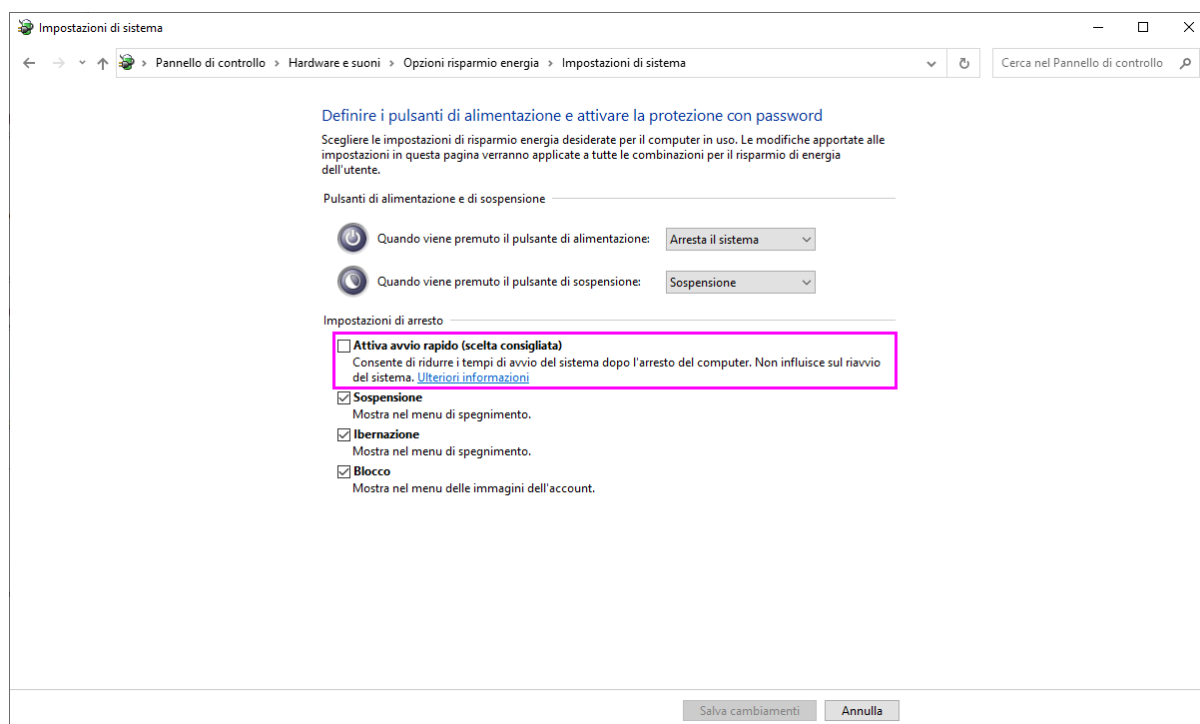 Impostazioni di sistema
Pannello di controllo > Hardware e suoni > Opzioni risparmio energia > Impostazioni di sistema
Cerca nel Pannello di controllo
Definire i pulsanti di alimentazione e attivare la protezione con password
Scegliere le impostazioni di risparmio energia desiderate per il computer in uso. Le modifiche apportate alle
impostazioni in questa pagina verranno applicate a tutte le combinazioni per il risparmio di energia
dell'utente.
Pulsanti di alimentazione e di sospensione
Quando viene premuto il pulsante di alimentazione: Arresta il sistema
Quando viene premuto il pulsante di sospensione: Sospensione
Impostazioni di arresto
Attiva avvio rapido (scelta consigliata)
Consente di ridurre i tempi di avvio del sistema dopo l'arresto del computer. Non influisce sul riavvio
del sistema. Ulteriori informazioni
Sospensione
Mostra nel menu di spegnimento.
Ibernazione
Mostra nel menu di spegnimento.
Blocco
Mostra nel menu delle immagini dell'account.
Salva cambiamenti Annulla